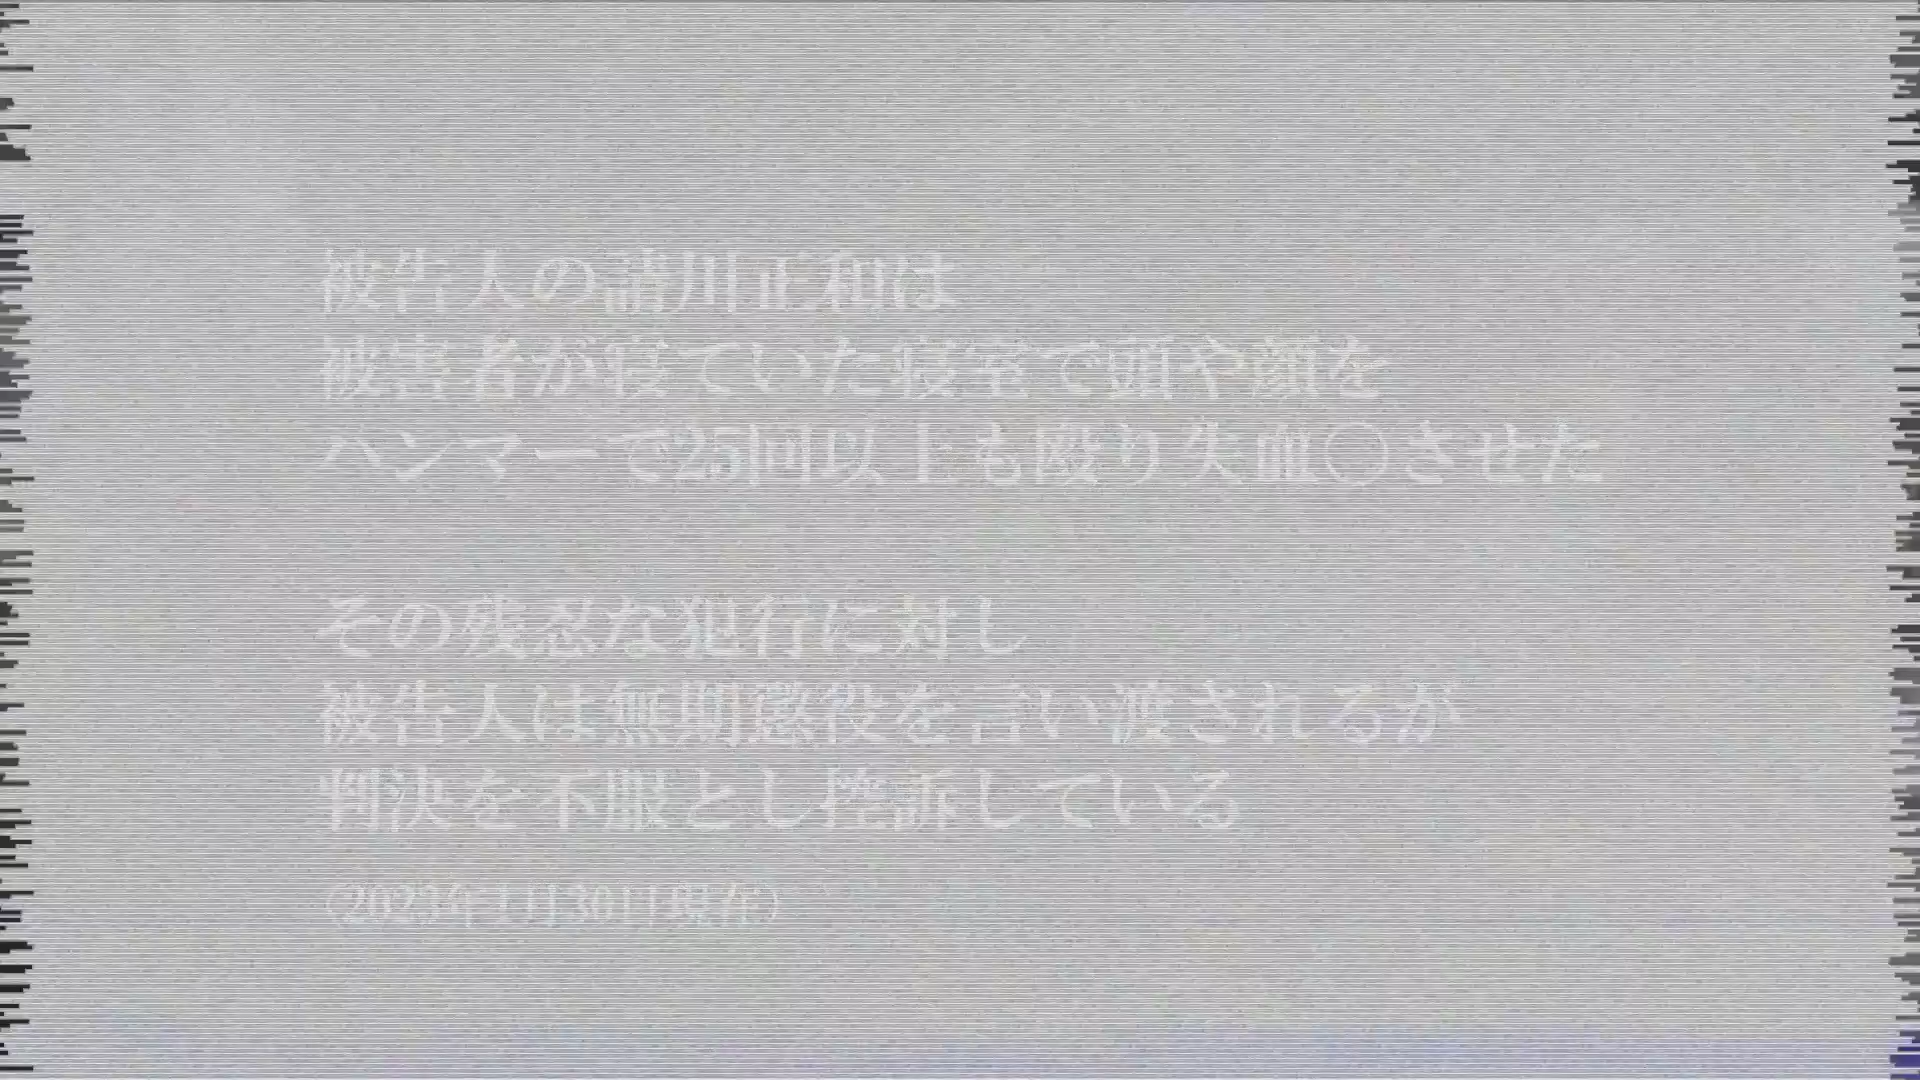 被告人の請川正和は
被害者が寝ていた寝室で頭や顔を
ハンマーで25回以上も殴り失血〇させた
その残忍な犯行に対し
被告人は無期懲役を言い渡されるが
判決を不服とし控訴している
（2023年1月30日現在）